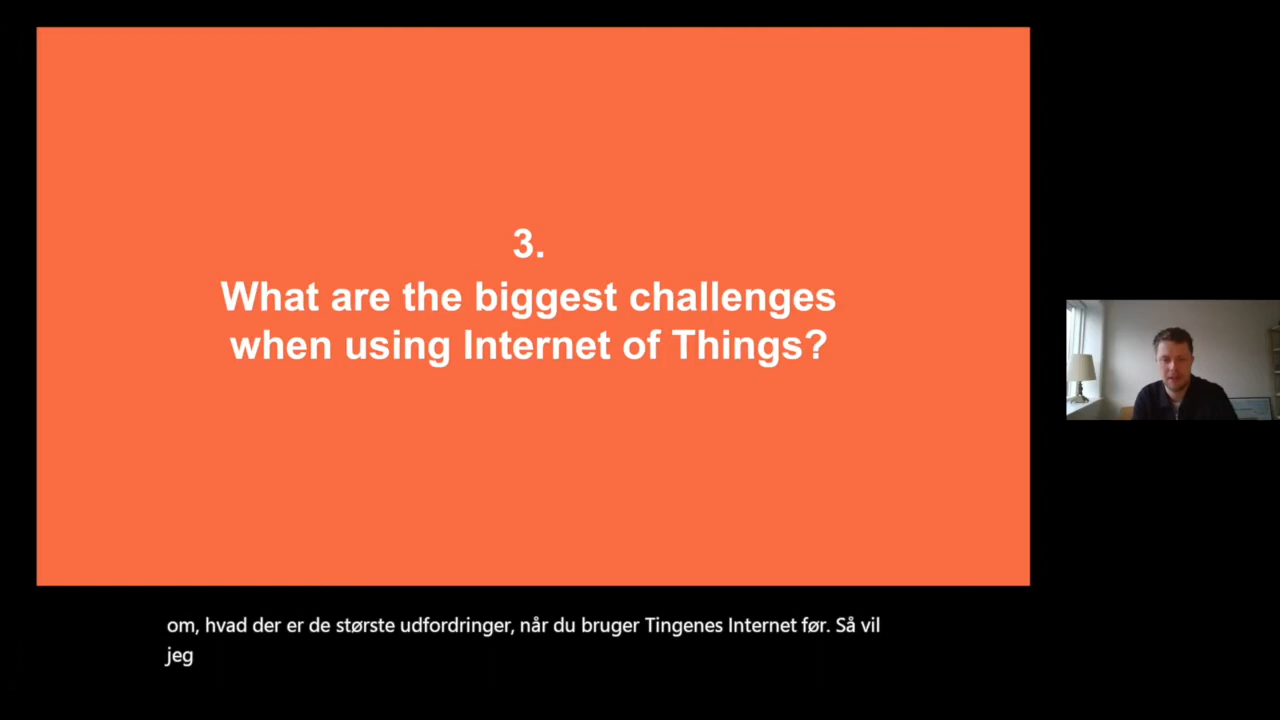 3.
What are the biggest challenges
when using Internet of Things?
om, hvad der er de største udfordringer, når du bruger Tingenes Internet før. Så vil
jeg